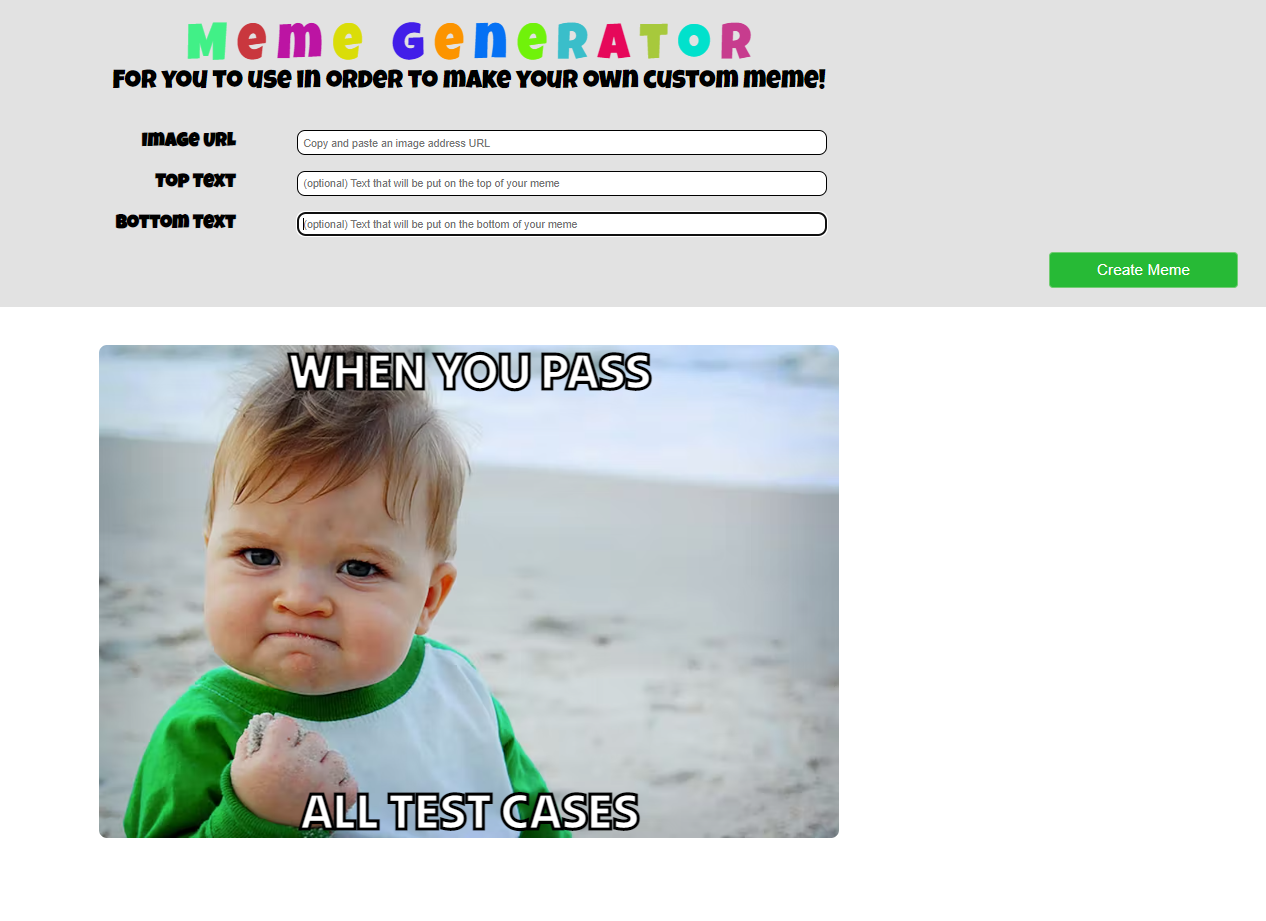 Meme Generator
For you to use in order to make your own custom meme!
Image URL
Copy and paste an image address URL
Top Text
(optional) Text that will be put on the top of your meme
Bottom Text
(optional) Text that will be put on the bottom of your meme
Create Meme
WHEN YOU PASS
ALL TEST CASES